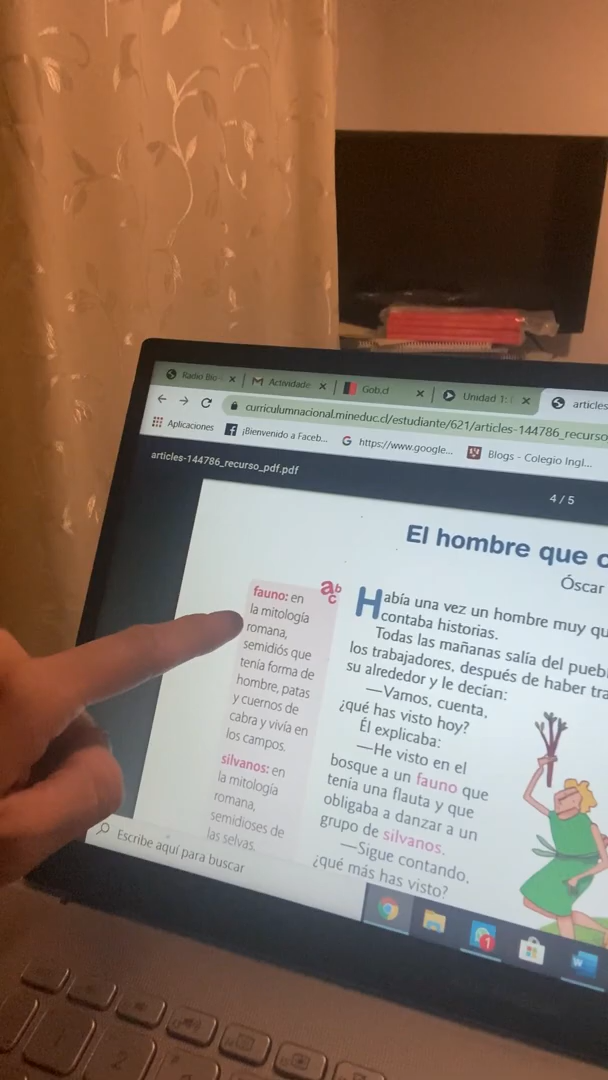 Radio Bio
Actividade
Gob.cl
Unidad 1:
articles
curriculumnacional.mineduc.cl/estudiante/621/articles-144786_recurso
Aplicaciones
¡Bienvenido a Faceb...
https://www.google...
Blogs - Colegio Ingl...
articles-144786_recurso_pdf.pdf
4 / 5
El hombre que c
Óscar
abc
fauno: en
la mitología
romana,
semidiós que
tenía forma de
hombre, patas
y cuernos de
cabra y vivía en
los campos.
silvanos: en
la mitología
romana,
semidioses de
las selvas.
Había una vez un hombre muy qu
contaba historias.
Todas las mañanas salía del puebl
los trabajadores, después de haber tra
su alrededor y le decían:
—Vamos, cuenta,
¿qué has visto hoy?
Él explicaba:
—He visto en el
bosque a un fauno que
tenía una flauta y que
obligaba a danzar a un
grupo de silvanos.
—Sigue contando,
¿qué más has visto?
Escribe aquí para buscar
1
W
1
2